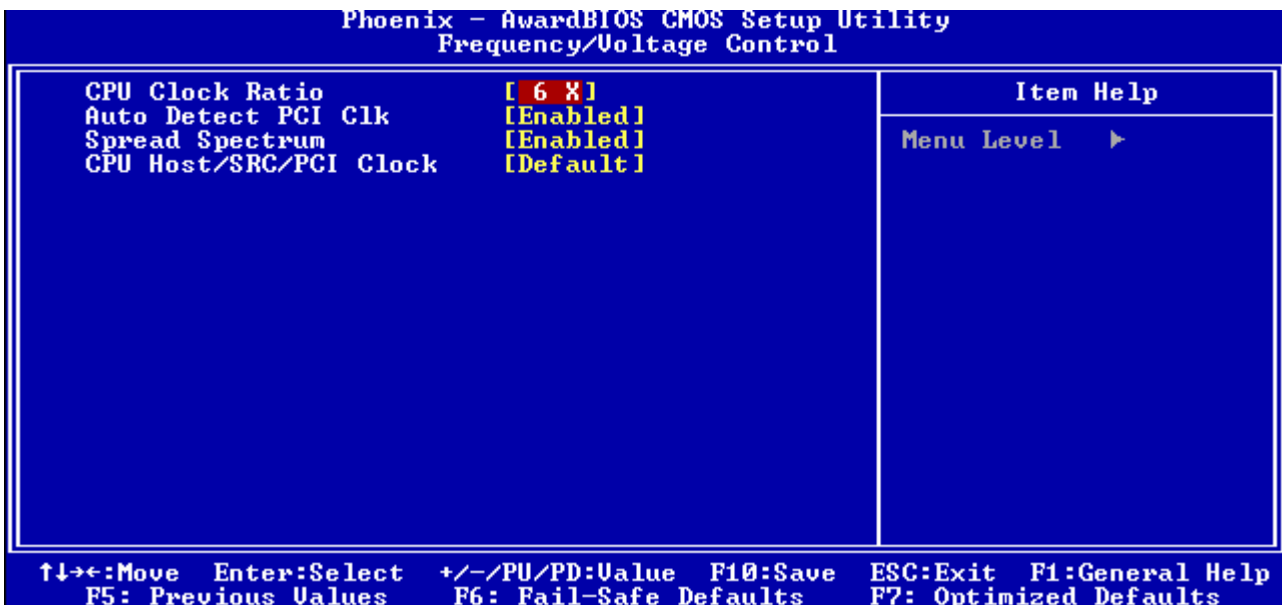 Phoenix - AwardBIOS CMOS Setup Utility
Frequency/Voltage Control
CPU Clock Ratio [ 6 X]
Auto Detect PCI Clk [Enabled]
Spread Spectrum [Enabled]
CPU Host/SRC/PCI Clock [Default]
Item Help
Menu Level ►
↑↓→←:Move Enter:Select +/-/PU/PD:Value F10:Save ESC:Exit F1:General Help
F5: Previous Values F6: Fail-Safe Defaults F7: Optimized Defaults